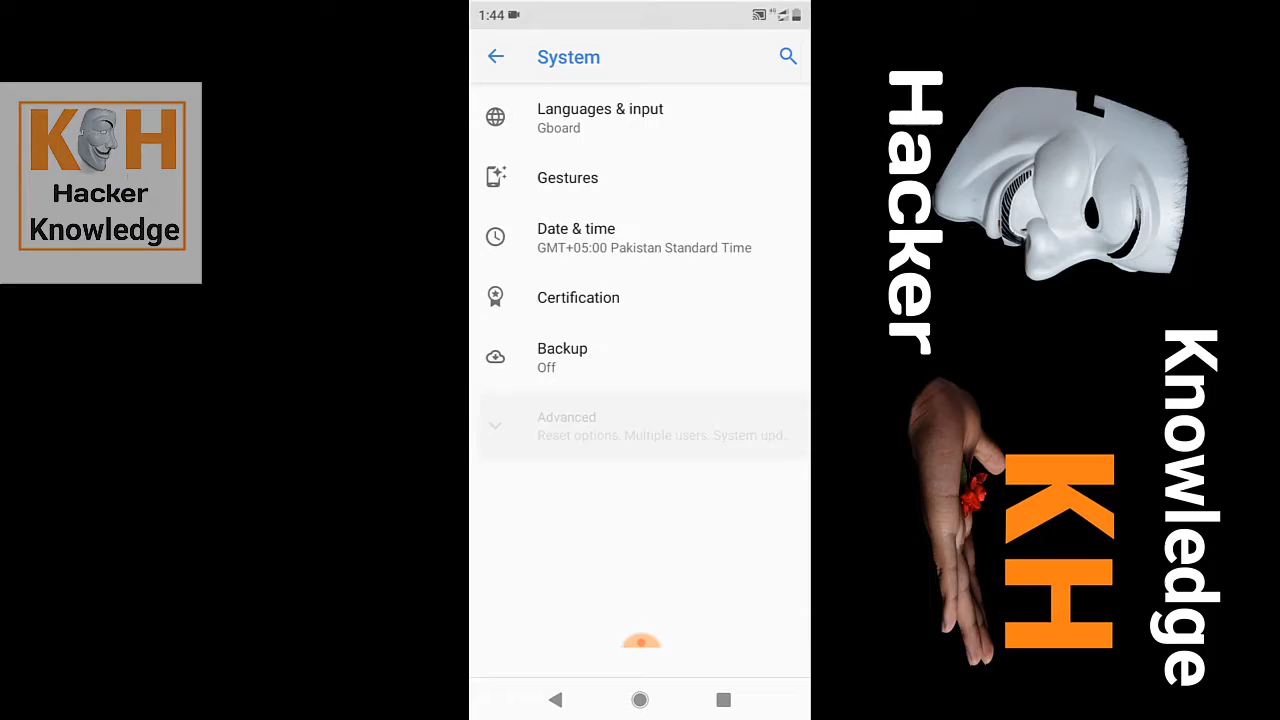 1:44
4G
System
Languages & input
Gboard
Gestures
Date & time
GMT+05:00 Pakistan Standard Time
Certification
Backup
Off
Advanced
Reset options, Multiple users, System upd..
KH
Hacker
Knowledge
Hacker
Knowledge
KH